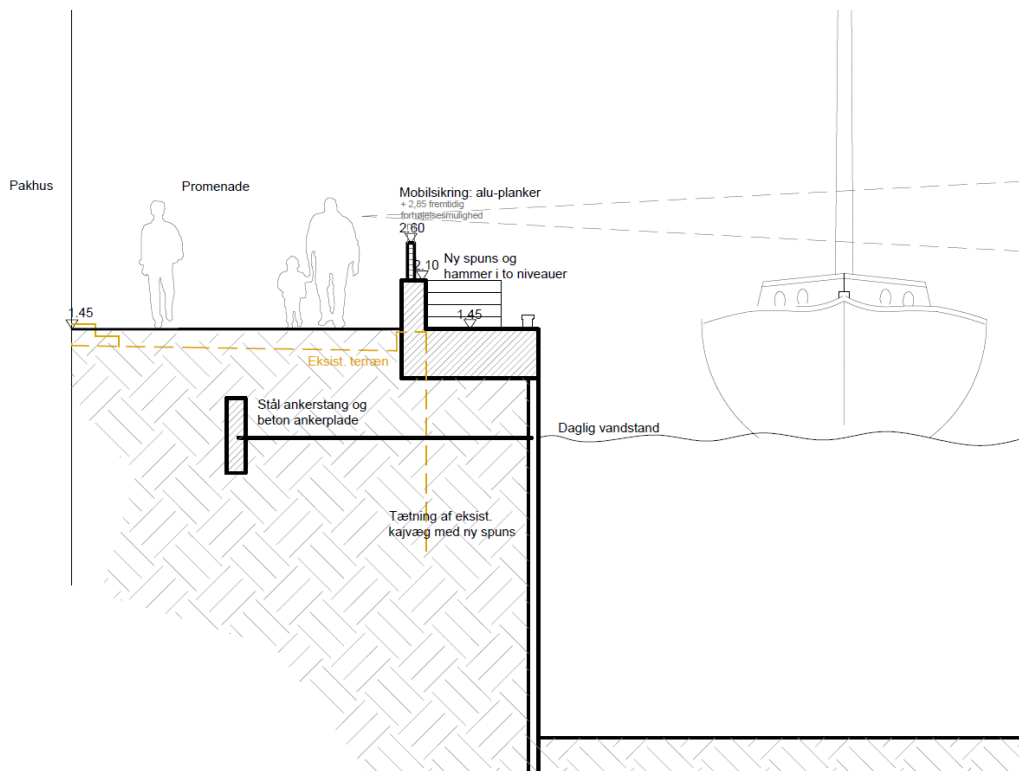 Pakhus
Promenade
Mobilsikring: alu-planker
+ 2,85 fremtidig
forhøjelsesmulighed
2.60
2.10
Ny spuns og
hammer i to niveauer
1.45
1.45
Eksist. terræn
Stål ankerstang og
beton ankerplade
Daglig vandstand
Tætning af eksist.
kajvæg med ny spuns